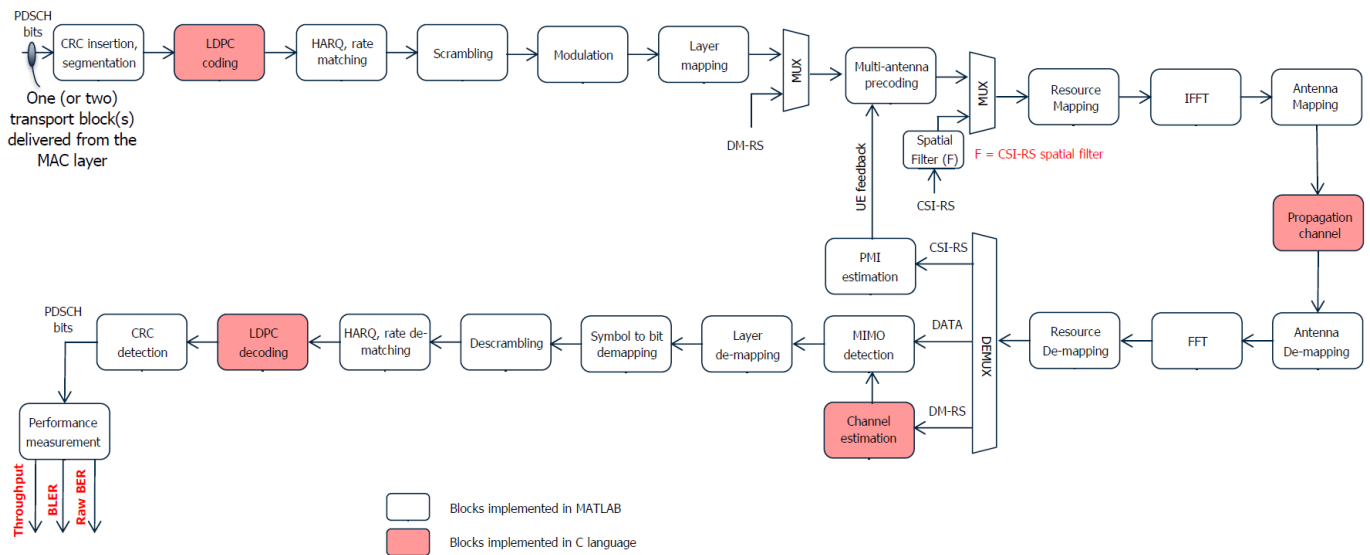 PDSCH
bits
CRC insertion,
segmentation
LDPC
coding
HARQ, rate
matching
Scrambling
Modulation
Layer
mapping
MUX
Multi-antenna
precoding
MUX
Resource
Mapping
IFFT
Antenna
Mapping
One (or two)
transport block(s)
delivered from the
MAC layer
DM-RS
UE feedback
Spatial
Filter (F)
F = CSI-RS spatial filter
CSI-RS
Propagation
channel
PMI
estimation
CSI-RS
PDSCH
bits
CRC
detection
LDPC
decoding
HARQ, rate de-
matching
Descrambling
Symbol to bit
demapping
Layer
de-mapping
MIMO
detection
DATA
DEMUX
Resource
De-mapping
FFT
Antenna
De-mapping
Channel
estimation
DM-RS
Performance
measurement
Throughput
BLER
Raw BER
Blocks implemented in MATLAB
Blocks implemented in C language